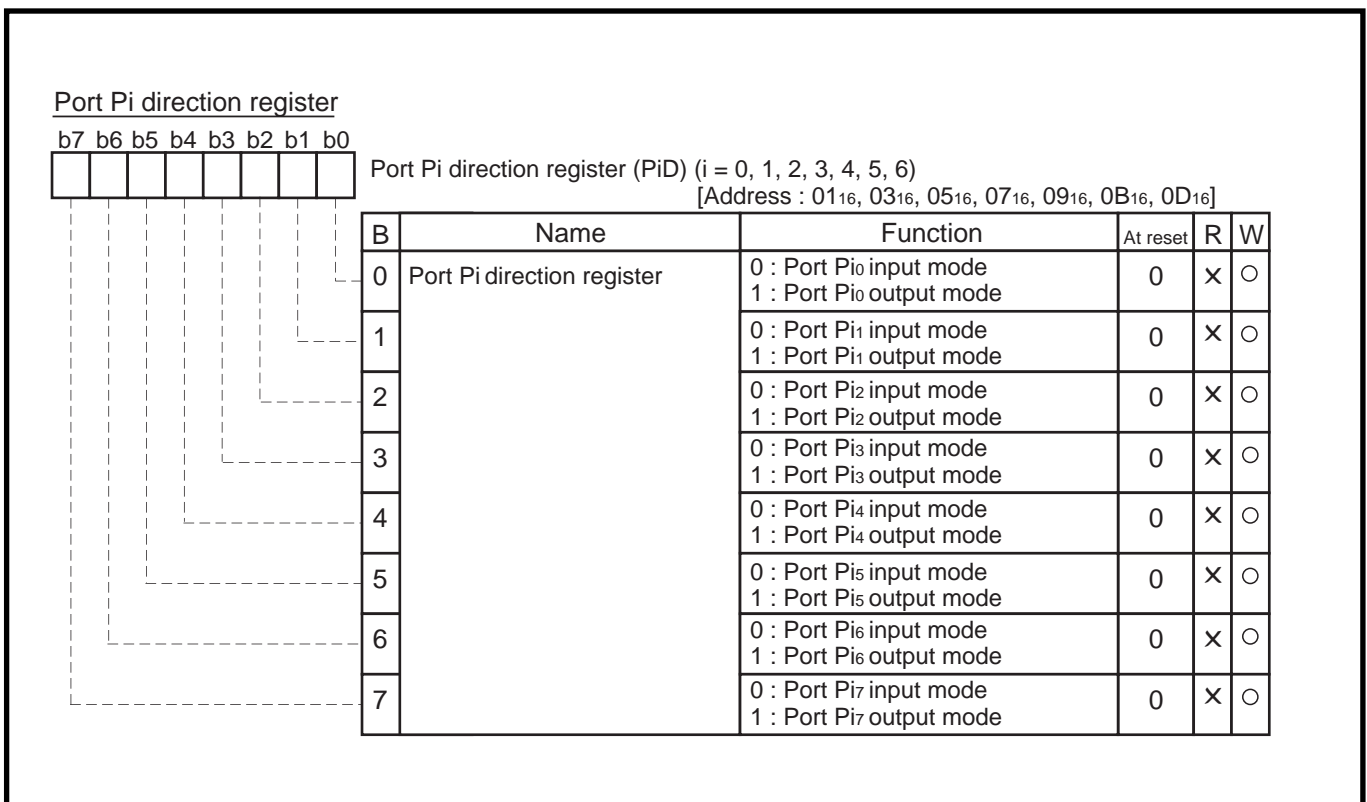 Port Pi direction register
b7 b6 b5 b4 b3 b2 b1 b0
Port Pi direction register (PiD) (i = 0, 1, 2, 3, 4, 5, 6)
[Address : 0116, 0316, 0516, 0716, 0916, 0B16, 0D16]
B Name Function At reset R W
0 Port Pi direction register 0 : Port Pi0 input mode 0 × ○
1 : Port Pi0 output mode
1 0 : Port Pi1 input mode 0 × ○
1 : Port Pi1 output mode
2 0 : Port Pi2 input mode 0 × ○
1 : Port Pi2 output mode
3 0 : Port Pi3 input mode 0 × ○
1 : Port Pi3 output mode
4 0 : Port Pi4 input mode 0 × ○
1 : Port Pi4 output mode
5 0 : Port Pi5 input mode 0 × ○
1 : Port Pi5 output mode
6 0 : Port Pi6 input mode 0 × ○
1 : Port Pi6 output mode
7 0 : Port Pi7 input mode 0 × ○
1 : Port Pi7 output mode